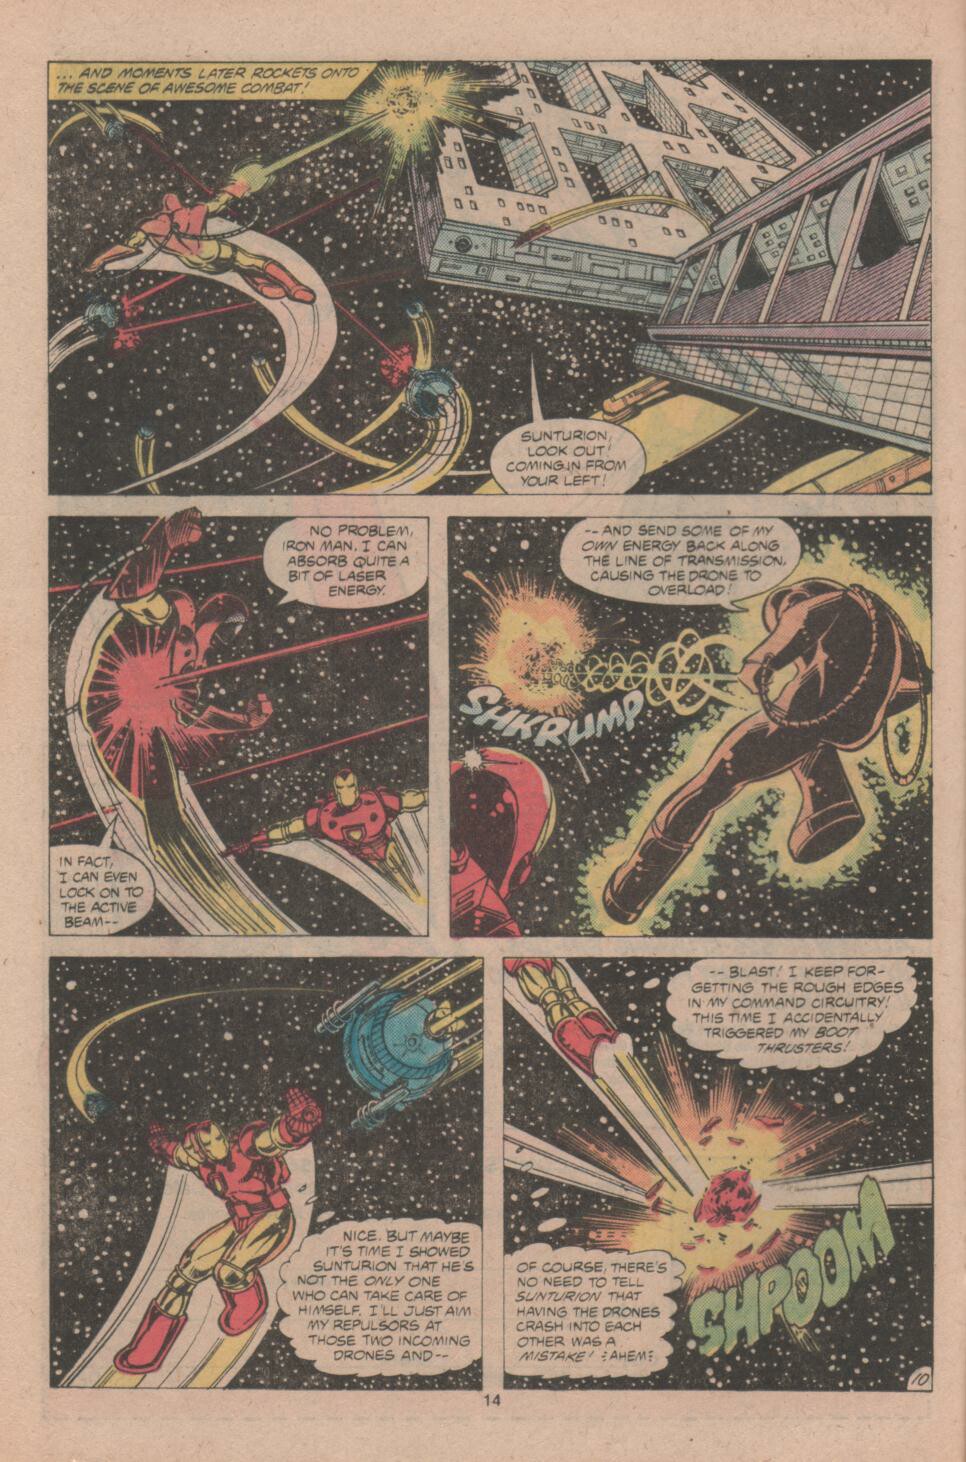 ... AND MOMENTS LATER ROCKETS ONTO
THE SCENE OF AWESOME COMBAT!
SUNTURION,
LOOK OUT!
COMING IN FROM
YOUR LEFT!
NO PROBLEM,
IRON MAN. I CAN
ABSORB QUITE A
BIT OF LASER
ENERGY.
IN FACT,
I CAN EVEN
LOCK ON TO
THE ACTIVE
BEAM--
-- AND SEND SOME OF MY
OWN ENERGY BACK ALONG
THE LINE OF TRANSMISSION,
CAUSING THE DRONE TO
OVERLOAD!
SHKRUMP
NICE. BUT MAYBE
IT'S TIME I SHOWED
SUNTURION THAT HE'S
NOT THE ONLY ONE
WHO CAN TAKE CARE OF
HIMSELF. I'LL JUST AIM
MY REPULSORS AT
THOSE TWO INCOMING
DRONES AND--
-- BLAST! I KEEP FOR-
GETTING THE ROUGH EDGES
IN MY COMMAND CIRCUITRY!
THIS TIME I ACCIDENTALLY
TRIGGERED MY BOOT
THRUSTERS!
OF COURSE, THERE'S
NO NEED TO TELL
SUNTURION THAT
HAVING THE DRONES
CRASH INTO EACH
OTHER WAS A
MISTAKE! :AHEM:
SHPOOM
10
14